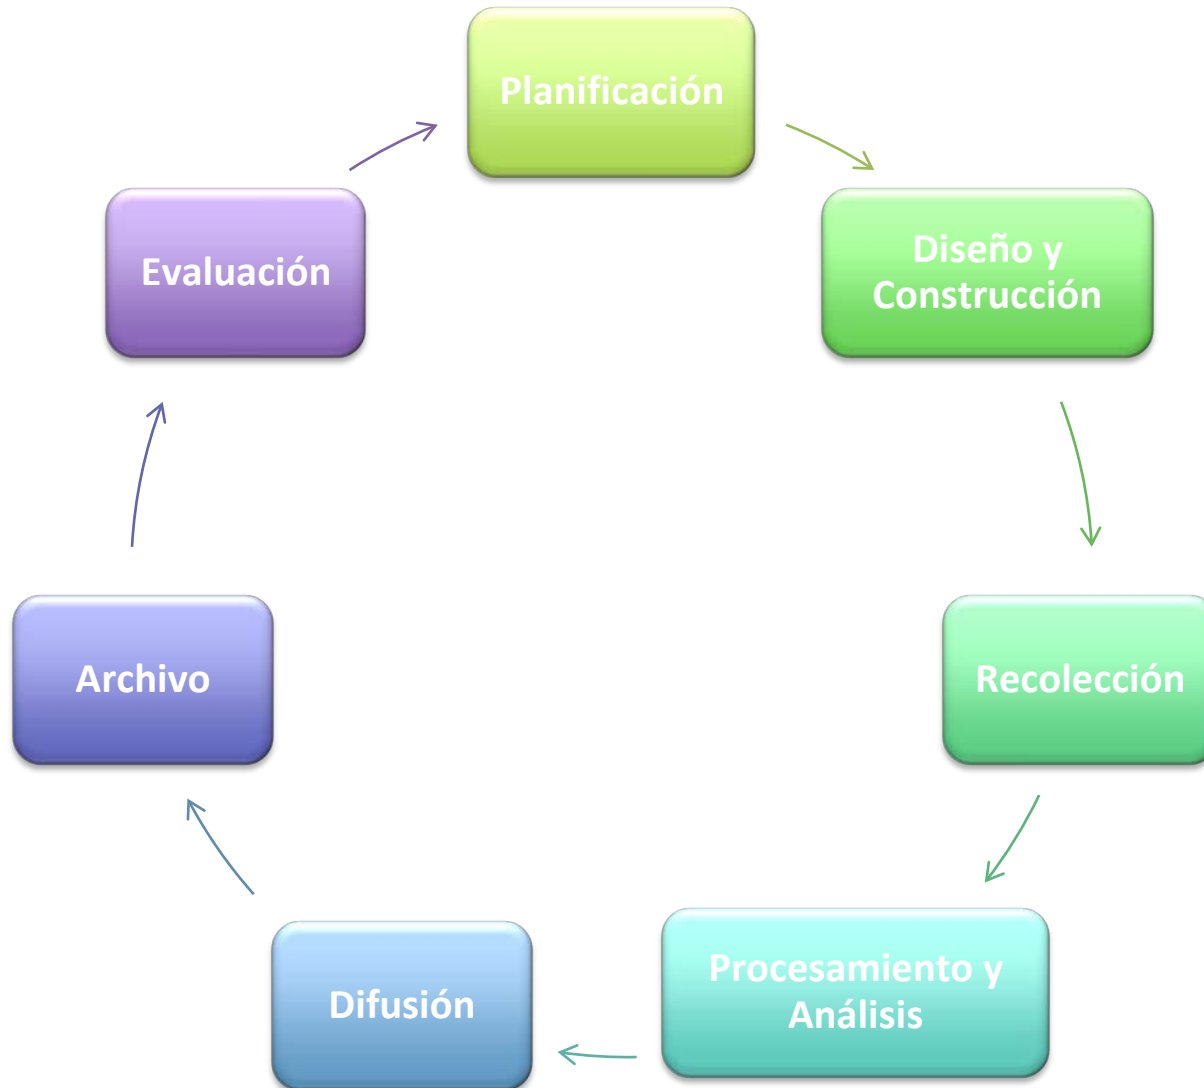 Planificación
Diseño y
Construcción
Recolección
Procesamiento y
Análisis
Difusión
Archivo
Evaluación